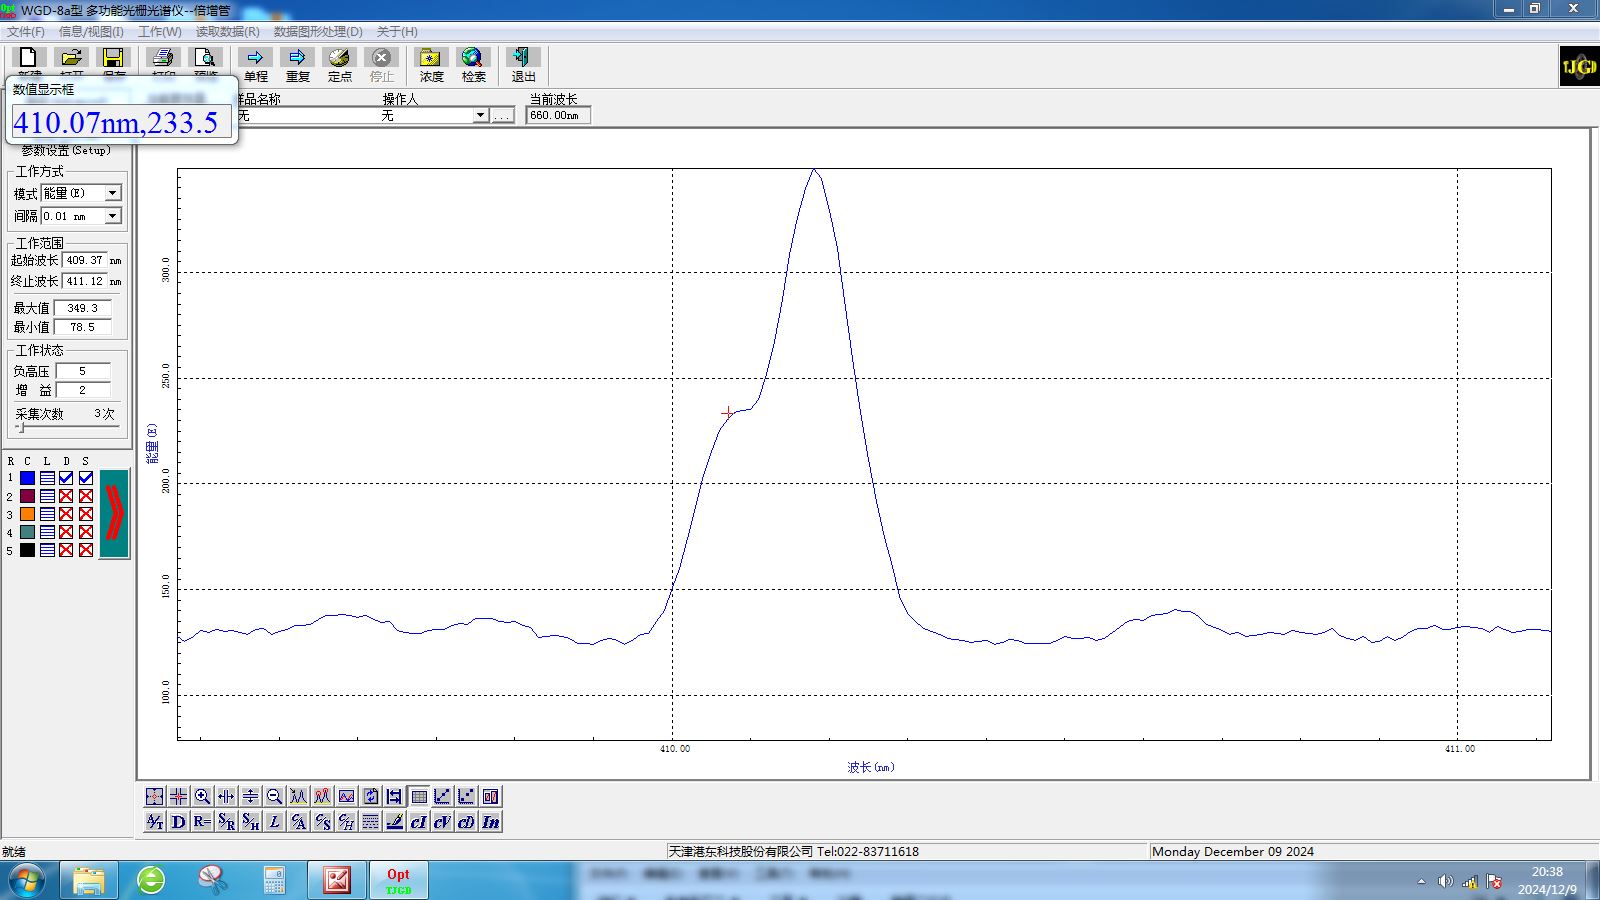 WGD-8a型 多功能光栅光谱仪--倍增管
文件(F) 信息/视图(I) 工作(W) 读取数据(R) 数据图形处理(D) 关于(H)
单程 重复 定点 停止 浓度 检索 退出
TJGD
数值显示框
410.07nm,233.5
样品名称 操作人 当前波长
无 无 ... 660.00nm
参数设置(Setup)
工作方式
模式 能量(E)
间隔 0.01 nm
工作范围
起始波长 409.37 nm
终止波长 411.12 nm
最大值 349.3
最小值 78.5
工作状态
负高压 5
增 益 2
采集次数 3次
R C L D S
1
2
3
4
5
300.0
250.0
200.0
150.0
100.0
能量(E)
410.00 411.00
波长(nm)
A/T D R= S/R S/H L C/A C/S C/H cI cV cD In
就绪 天津港东科技股份有限公司 Tel:022-83711618 Monday December 09 2024
Opt
TJGD
20:38
2024/12/9